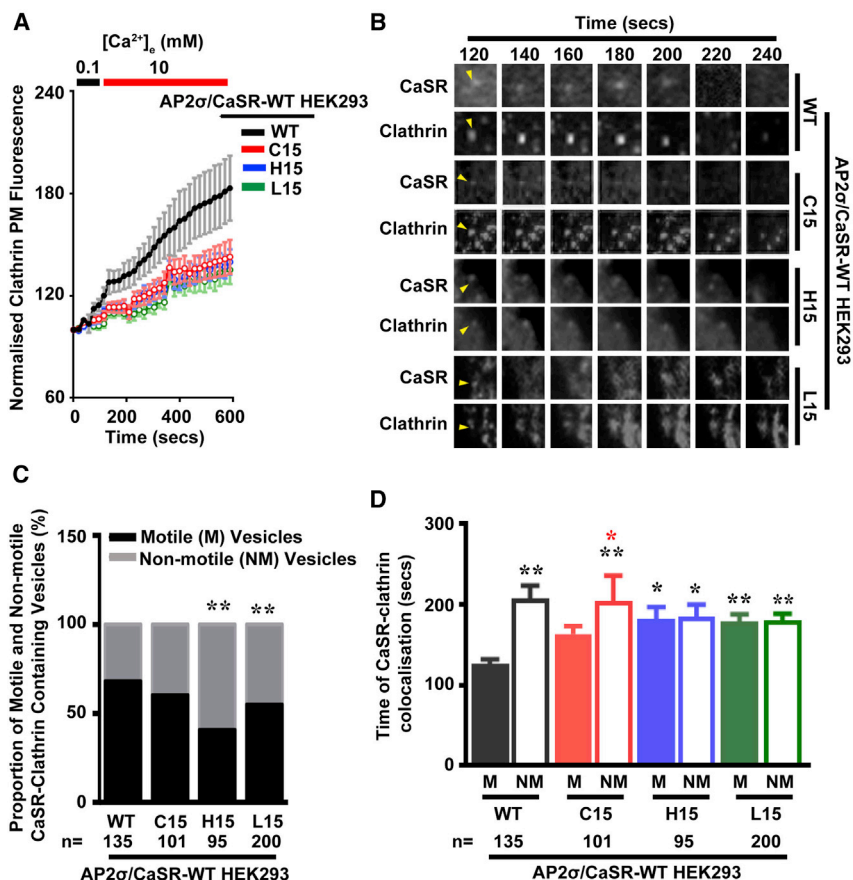 A
[Ca²⁺]ₑ (mM)
0.1 10
AP2σ/CaSR-WT HEK293
WT
C15
H15
L15
Normalised Clathrin PM Fluorescence
240
180
120
60
0 200 400 600
Time (secs)
B
Time (secs)
120 140 160 180 200 220 240
CaSR
Clathrin
WT
CaSR
Clathrin
C15
CaSR
Clathrin
H15
CaSR
Clathrin
L15
AP2σ/CaSR-WT HEK293
C
Proportion of Motile and Non-motile
CaSR-Clathrin Containing Vesicles (%)
150
100
50
0
Motile (M) Vesicles
Non-motile (NM) Vesicles
** **
WT C15 H15 L15
n= 135 101 95 200
AP2σ/CaSR-WT HEK293
D
Time of CaSR-clathrin
colocalisation (secs)
300
200
100
0
*
** ** * * ** **
M NM M NM M NM M NM
WT C15 H15 L15
n= 135 101 95 200
AP2σ/CaSR-WT HEK293